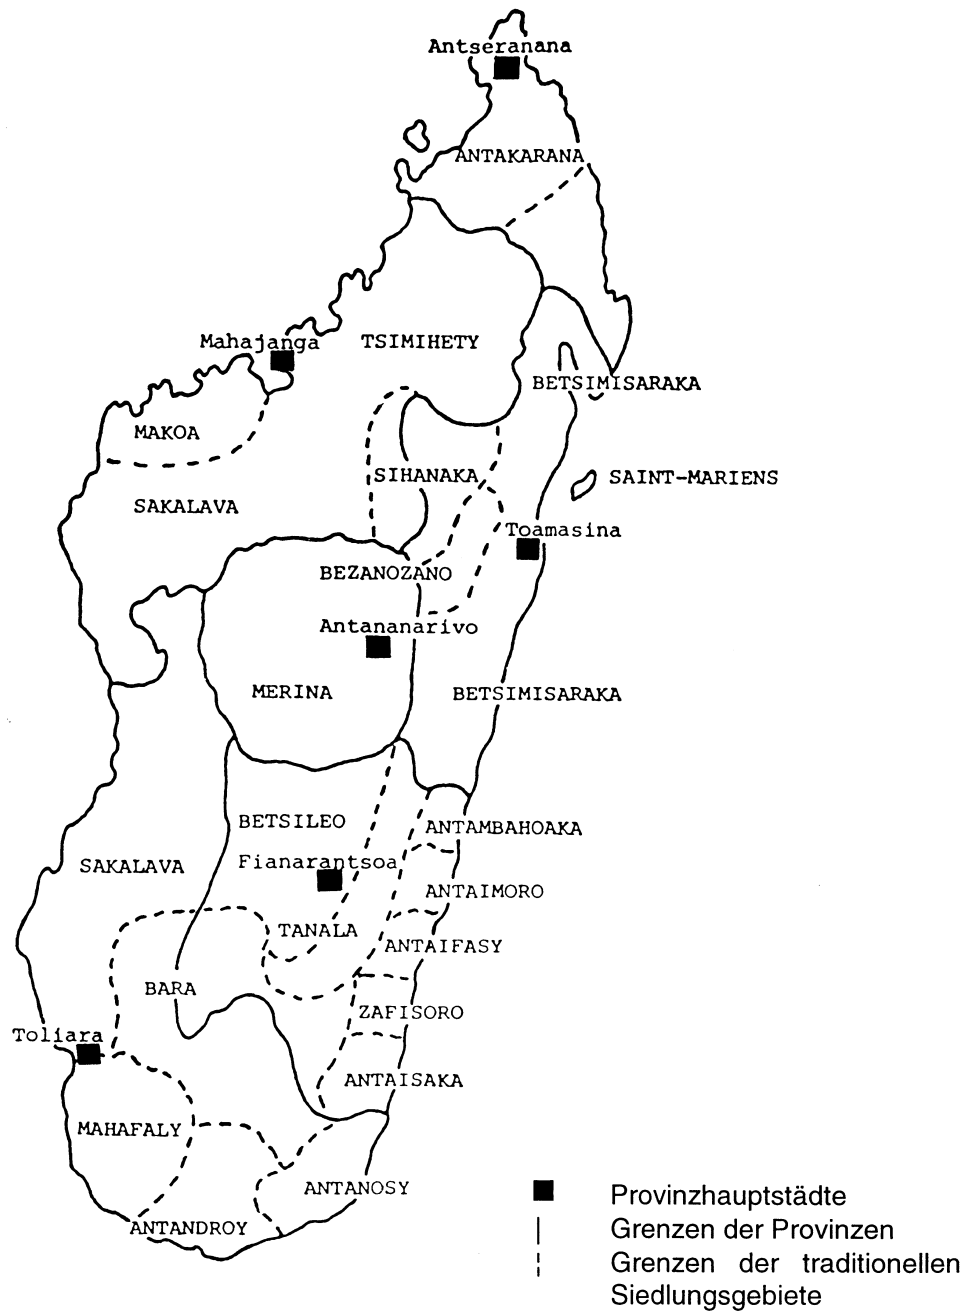 Antseranana
ANTAKARANA
Mahajanga
TSIMIHETY
BETSIMISARAKA
MAKOA
SIHANAKA
SAINT-MARIENS
SAKALAVA
Toamasina
BEZANOZANO
Antananarivo
MERINA
BETSIMISARAKA
BETSILEO
ANTAMBAHOAKA
SAKALAVA
Fianarantsoa
ANTAIMORO
TANALA
ANTAIFASY
BARA
ZAFISORO
Toliara
ANTAISAKA
MAHAFALY
ANTANOSY
ANTANDROY
Provinzhauptstädte
Grenzen der Provinzen
Grenzen der traditionellen
Siedlungsgebiete